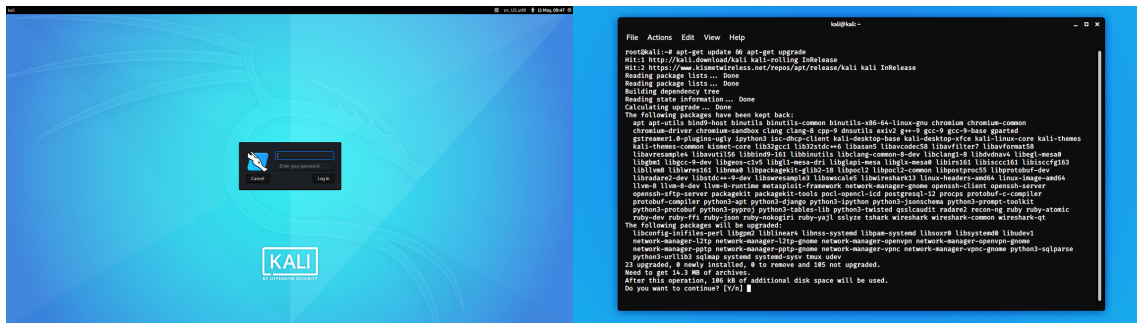 kali
en_US.utf8 11 May, 09:47
Enter your password
Cancel Log In
KALI
BY OFFENSIVE SECURITY
kali@kali: ~
File Actions Edit View Help
root@kali:~# apt-get update && apt-get upgrade
Hit:1 http://kali.download/kali kali-rolling InRelease
Hit:2 https://www.kismetwireless.net/repos/apt/release/kali kali InRelease
Reading package lists... Done
Reading package lists... Done
Building dependency tree
Reading state information... Done
Calculating upgrade... Done
The following packages have been kept back:
apt apt-utils bind9-host binutils binutils-common binutils-x86-64-linux-gnu chromium chromium-common
chromium-driver chromium-sandbox clang clang-8 cpp-9 dnsutils exiv2 g++-9 gcc-9 gcc-9-base gparted
gstreamer1.0-plugins-ugly ipython3 isc-dhcp-client kali-desktop-base kali-desktop-xfce kali-linux-core kali-themes
kali-themes-common kismet-core lib32gcc1 lib32stdc++6 libasan5 libavcodec58 libavfilter7 libavformat58
libavresample4 libavutil56 libbind9-161 libbinutils libclang-common-8-dev libclang1-8 libdvdnav4 libegl-mesa0
libgbm1 libgcc-9-dev libgeos-c1v5 libgl1-mesa-dri libglapi-mesa libglx-mesa0 libirs161 libisccc161 libisccfg163
libllvm8 liblwres161 libnma0 libpackagekit-glib2-18 libpocl2 libpocl2-common libpostproc55 libprotobuf-dev
libradare2-dev libstdc++-9-dev libswresample3 libswscale5 libwireshark13 linux-headers-amd64 linux-image-amd64
llvm-8 llvm-8-dev llvm-8-runtime metasploit-framework network-manager-gnome openssh-client openssh-server
openssh-sftp-server packagekit packagekit-tools pocl-opencl-icd postgresql-12 procps protobuf-c-compiler
protobuf-compiler python3-apt python3-django python3-ipython python3-jsonschema python3-prompt-toolkit
python3-protobuf python3-pyproj python3-tables-lib python3-twisted qsslcaudit radare2 recon-ng ruby ruby-atomic
ruby-dev ruby-ffi ruby-json ruby-nokogiri ruby-yajl sslyze tshark wireshark wireshark-common wireshark-qt
The following packages will be upgraded:
libconfig-inifiles-perl libgpm2 liblinear4 libnss-systemd libpam-systemd libsoxr0 libsystemd0 libudev1
network-manager-l2tp network-manager-l2tp-gnome network-manager-openvpn network-manager-openvpn-gnome
network-manager-pptp network-manager-pptp-gnome network-manager-vpnc network-manager-vpnc-gnome python3-sqlparse
python3-urllib3 sqlmap systemd systemd-sysv tmux udev
23 upgraded, 0 newly installed, 0 to remove and 105 not upgraded.
Need to get 14.3 MB of archives.
After this operation, 106 kB of additional disk space will be used.
Do you want to continue? [Y/n]